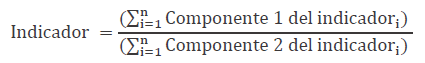 Indicador = (∑ⁿᵢ₌₁ Componente 1 del indicadorᵢ)
(∑ⁿᵢ₌₁ Componente 2 del indicadorᵢ)